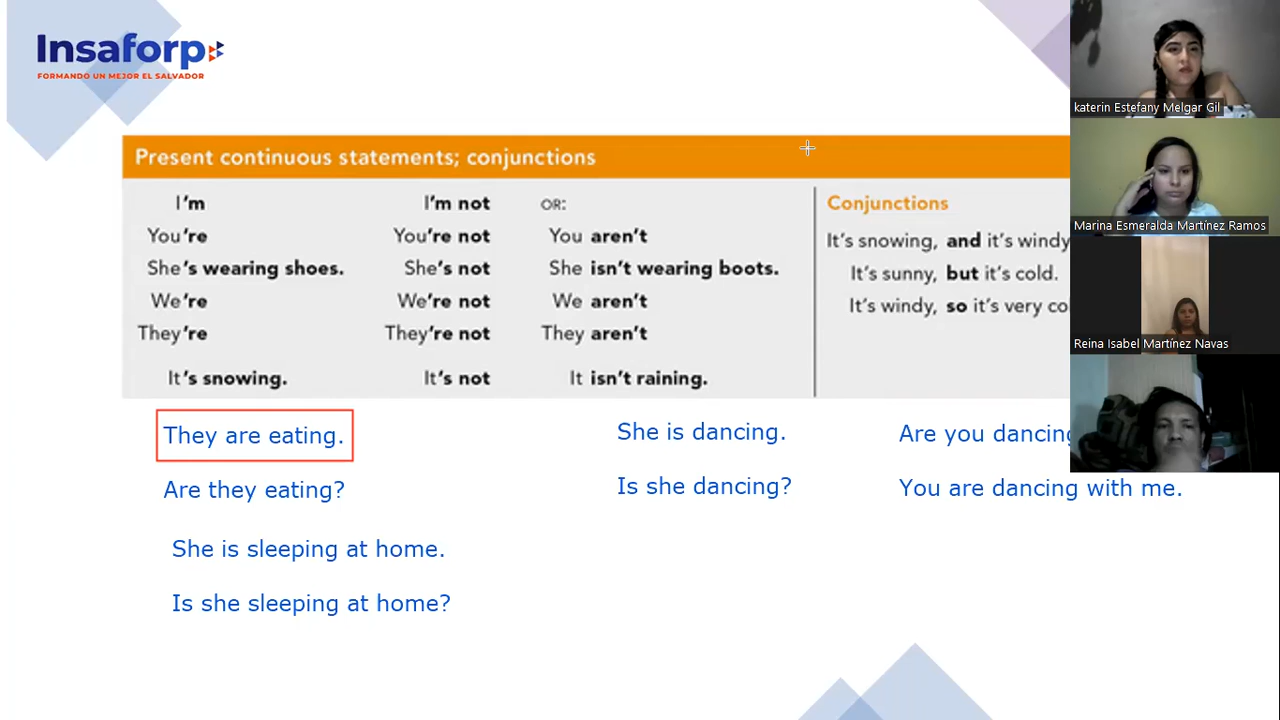 Insaforp
FORMANDO UN MEJOR EL SALVADOR
Present continuous statements; conjunctions
I'm I'm not OR: Conjunctions
You're You're not You aren't It's snowing, and it's windy
She's wearing shoes. She's not She isn't wearing boots. It's sunny, but it's cold.
We're We're not We aren't It's windy, so it's very co
They're They're not They aren't
It's snowing. It's not It isn't raining.
They are eating. She is dancing. Are you dancing
Are they eating? Is she dancing? You are dancing with me.
She is sleeping at home.
Is she sleeping at home?
katerin Estefany Melgar Gil
Marina Esmeralda Martínez Ramos
Reina Isabel Martínez Navas